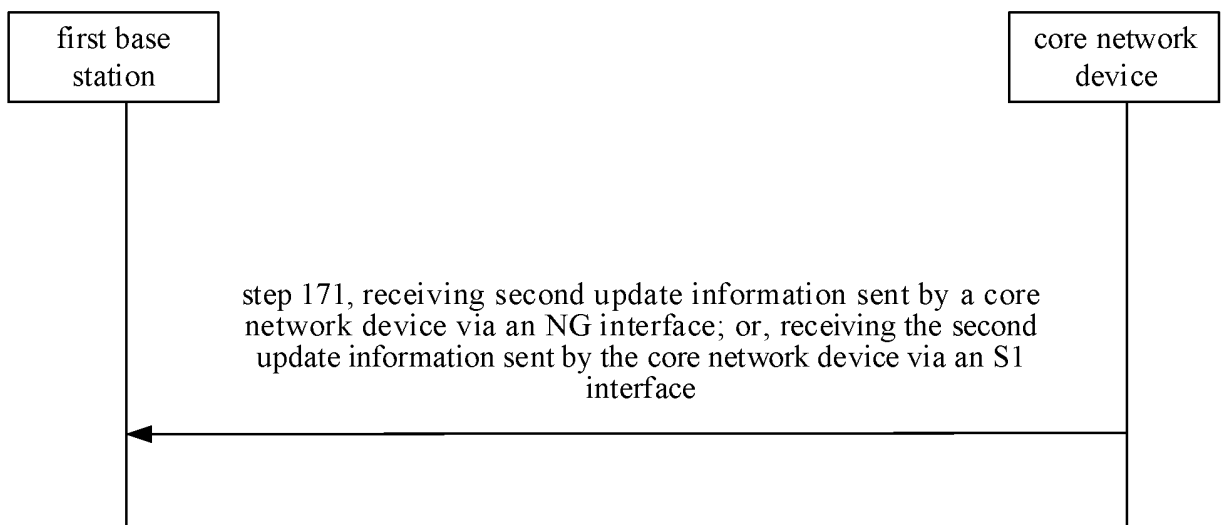 first base
station
core network
device
step 171, receiving second update information sent by a core
network device via an NG interface; or, receiving the second
update information sent by the core network device via an S1
interface